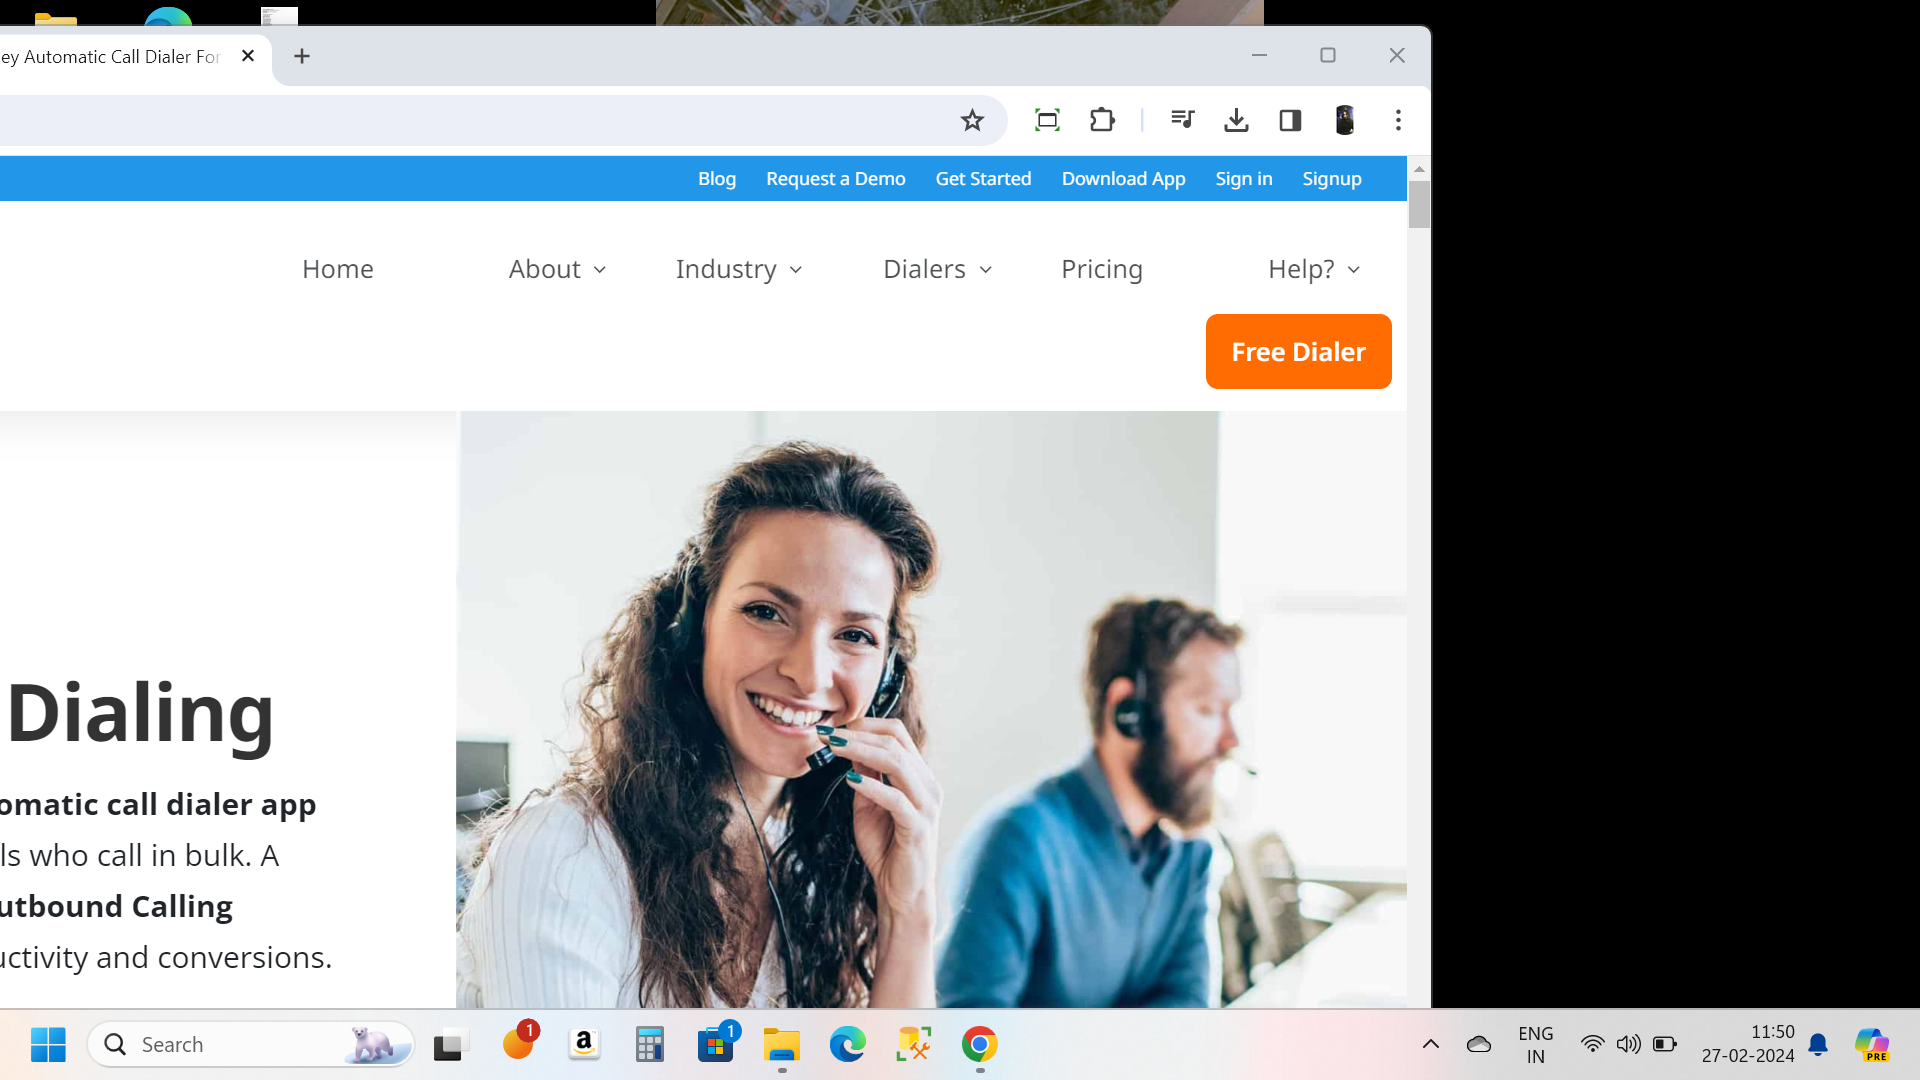 ey Automatic Call Dialer For
Blog Request a Demo Get Started Download App Sign in Signup
Home About Industry Dialers Pricing Help?
Free Dialer
Dialing
omatic call dialer app
ls who call in bulk. A
utbound Calling
uctivity and conversions.
Search
1
a
1
ENG
IN
11:50
27-02-2024
PRE